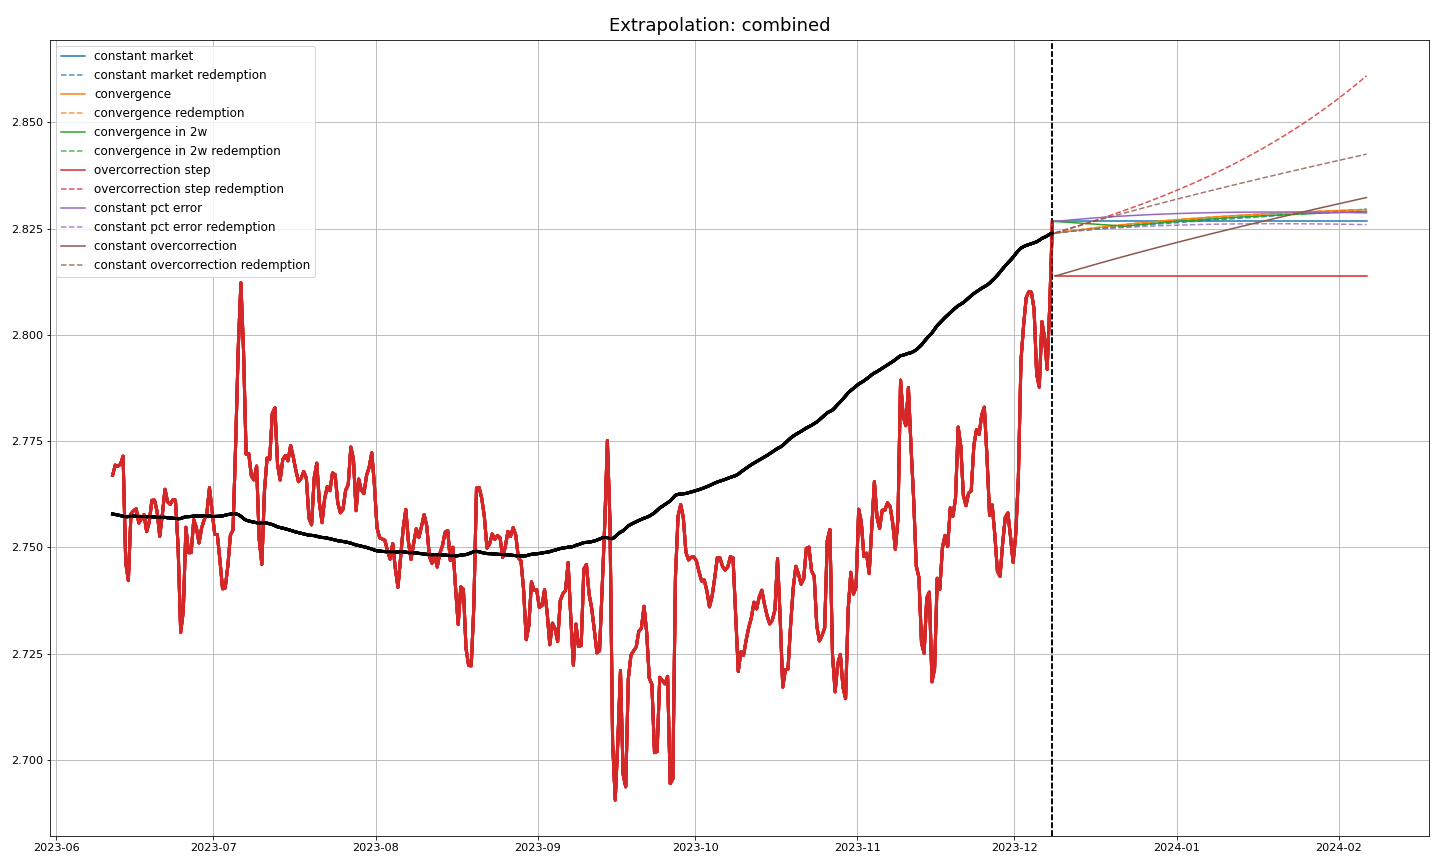 Extrapolation: combined
constant market
constant market redemption
convergence
convergence redemption
convergence in 2w
convergence in 2w redemption
overcorrection step
overcorrection step redemption
constant pct error
constant pct error redemption
constant overcorrection
constant overcorrection redemption
2.850
2.825
2.800
2.775
2.750
2.725
2.700
2023-06 2023-07 2023-08 2023-09 2023-10 2023-11 2023-12 2024-01 2024-02